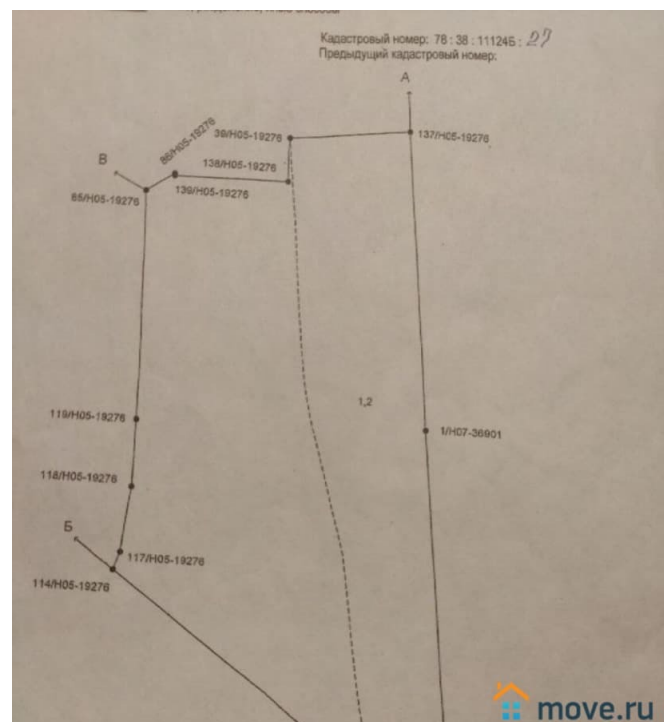 Кадастровый номер: 78 : 38 : 11124Б : 27
Предыдущий кадастровый номер:
А
39/Н05-19276
137/Н05-19276
86/Н05-19276
В
138/Н05-19276
85/Н05-19276
139/Н05-19276
1,2
119/Н05-19276
1/Н07-36901
118/Н05-19276
Б
117/Н05-19276
114/Н05-19276
move.ru